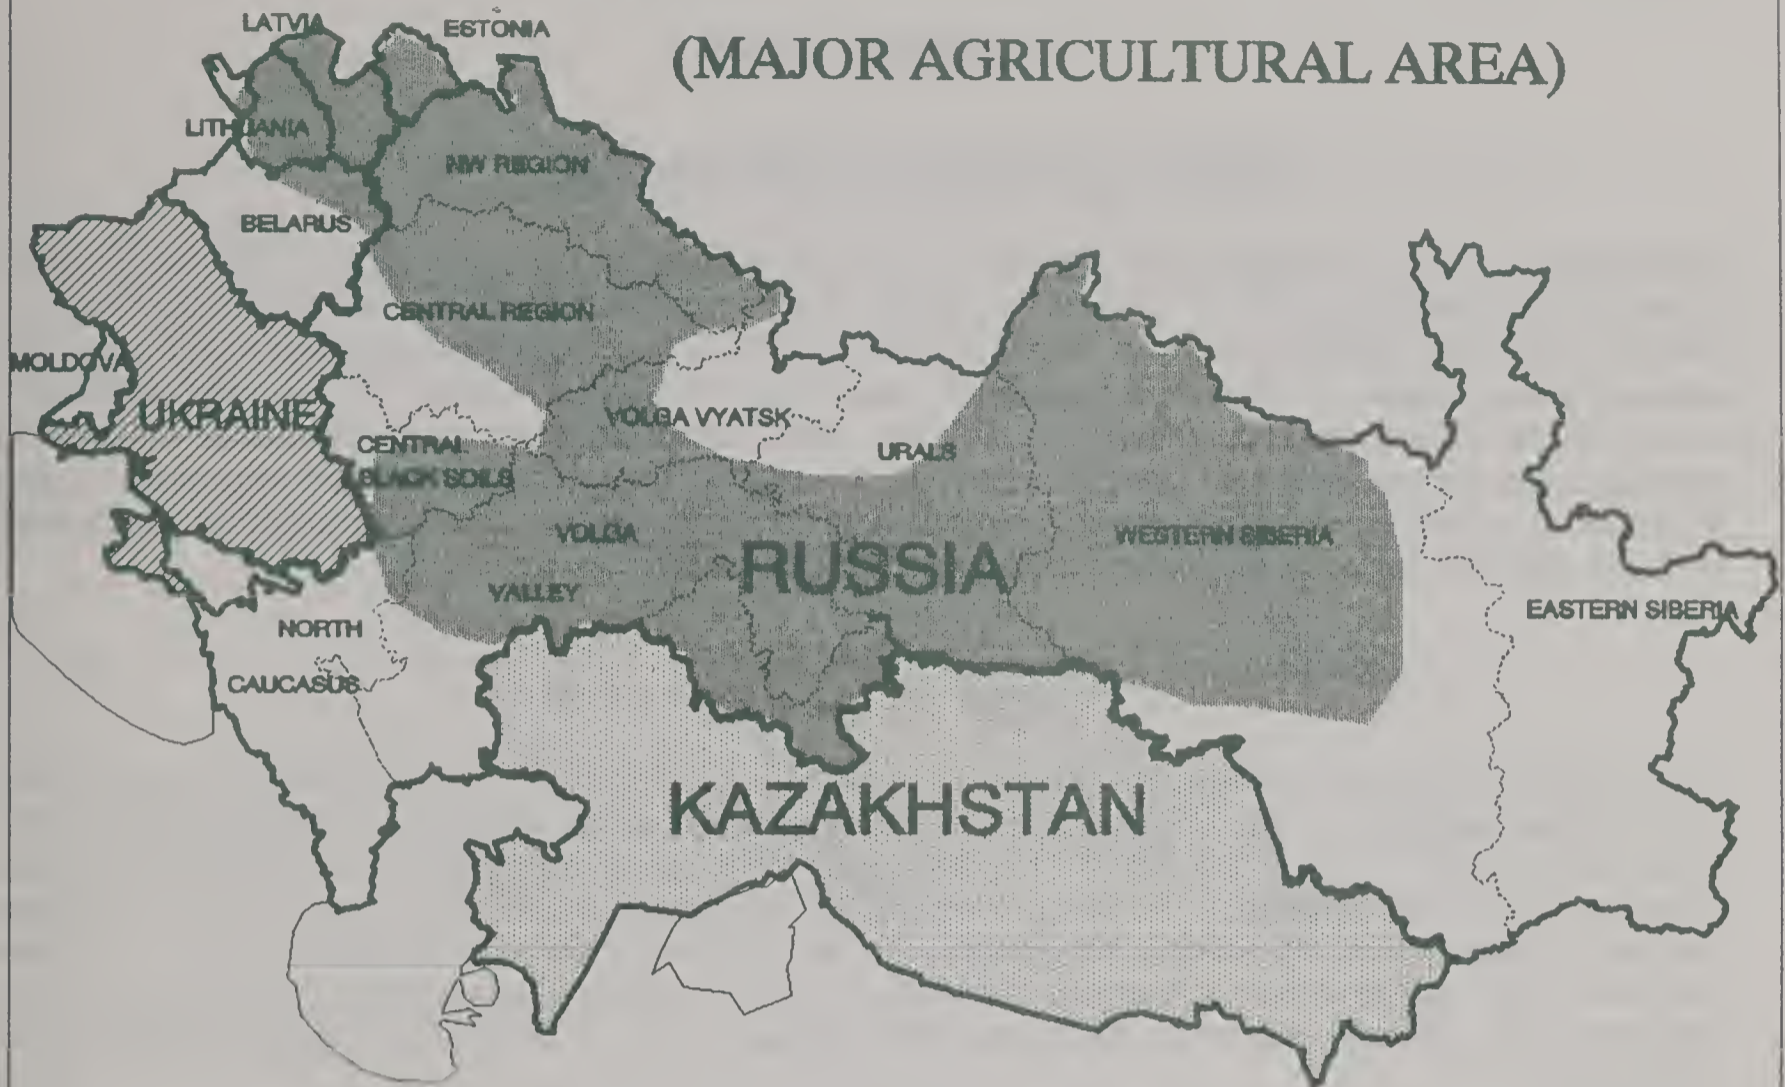 LATVIA
ESTONIA
(MAJOR AGRICULTURAL AREA)
LITHUANIA
NW REGION
BELARUS
CENTRAL REGION
MOLDOVA
UKRAINE
VOLGA VYATSK
CENTRAL
BLACK SOILS
URALS
VOLGA
VALLEY
RUSSIA
WESTERN SIBERIA
EASTERN SIBERIA
NORTH
CAUCASUS
KAZAKHSTAN